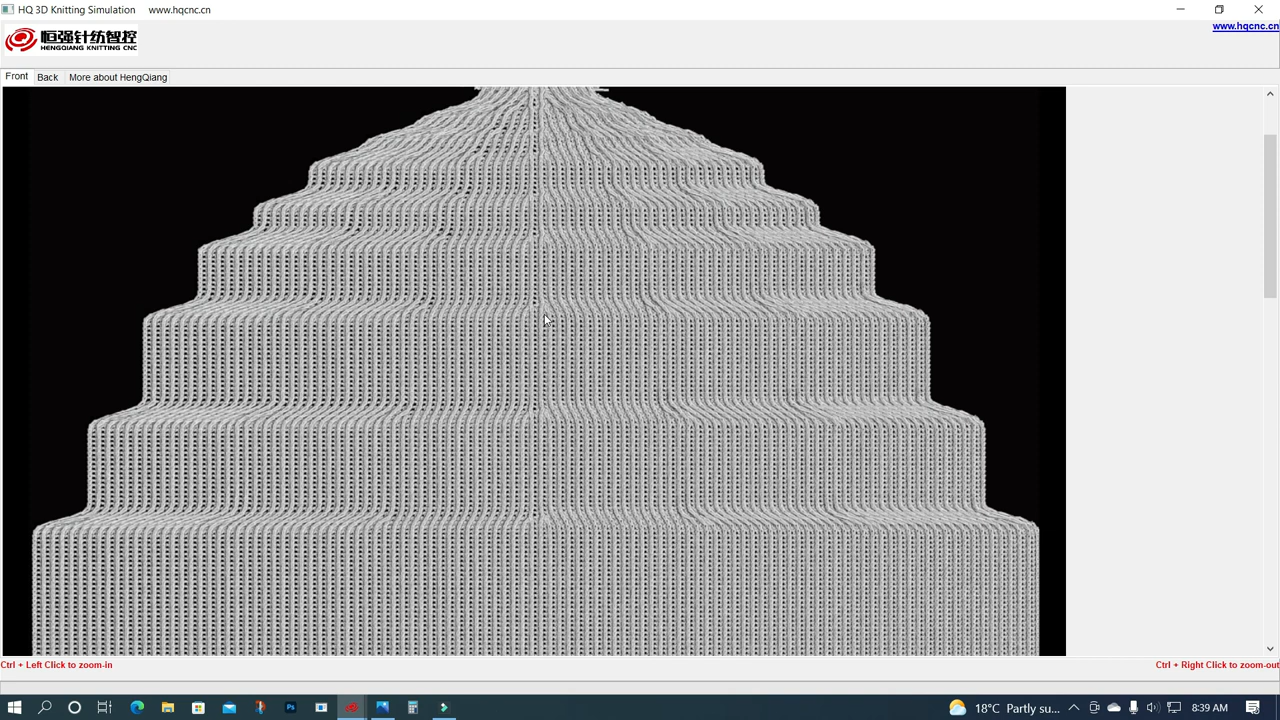 HQ 3D Knitting Simulation www.hqcnc.cn
www.hqcnc.cn
恒强针纺智控
HENGQIANG KNITTING CNC
Front Back More about HengQiang
Ctrl + Left Click to zoom-in Ctrl + Right Click to zoom-out
18°C Partly su... 8:39 AM